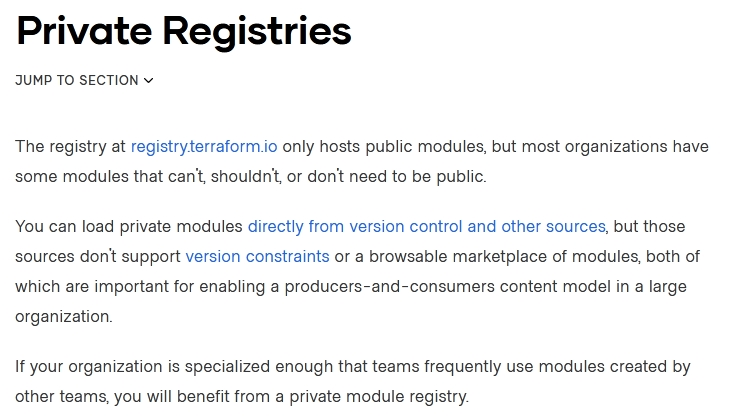 Private Registries
JUMP TO SECTION
The registry at registry.terraform.io only hosts public modules, but most organizations have
some modules that can't, shouldn't, or don't need to be public.
You can load private modules directly from version control and other sources, but those
sources don't support version constraints or a browsable marketplace of modules, both of
which are important for enabling a producers-and-consumers content model in a large
organization.
If your organization is specialized enough that teams frequently use modules created by
other teams, you will benefit from a private module registry.